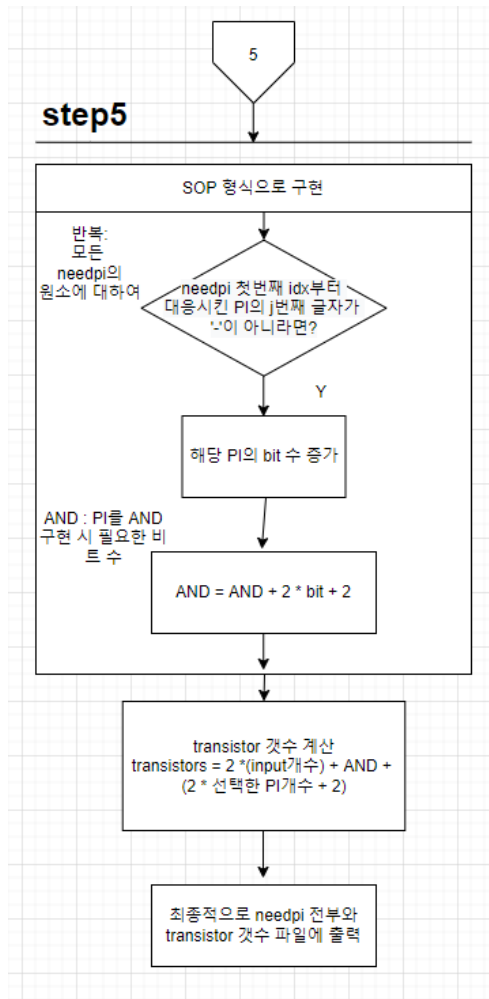 5
step5
SOP 형식으로 구현
반복:
모든
needpi의
원소에 대하여
needpi 첫번째 idx부터
대응시킨 PI의 j번째 글자가
'-'이 아니라면?
Y
해당 PI의 bit 수 증가
AND : PI를 AND
구현 시 필요한 비
트 수
AND = AND + 2 * bit + 2
transistor 갯수 계산
transistors = 2 *(input개수) + AND +
(2 * 선택한 PI개수 + 2)
최종적으로 needpi 전부와
transistor 갯수 파일에 출력